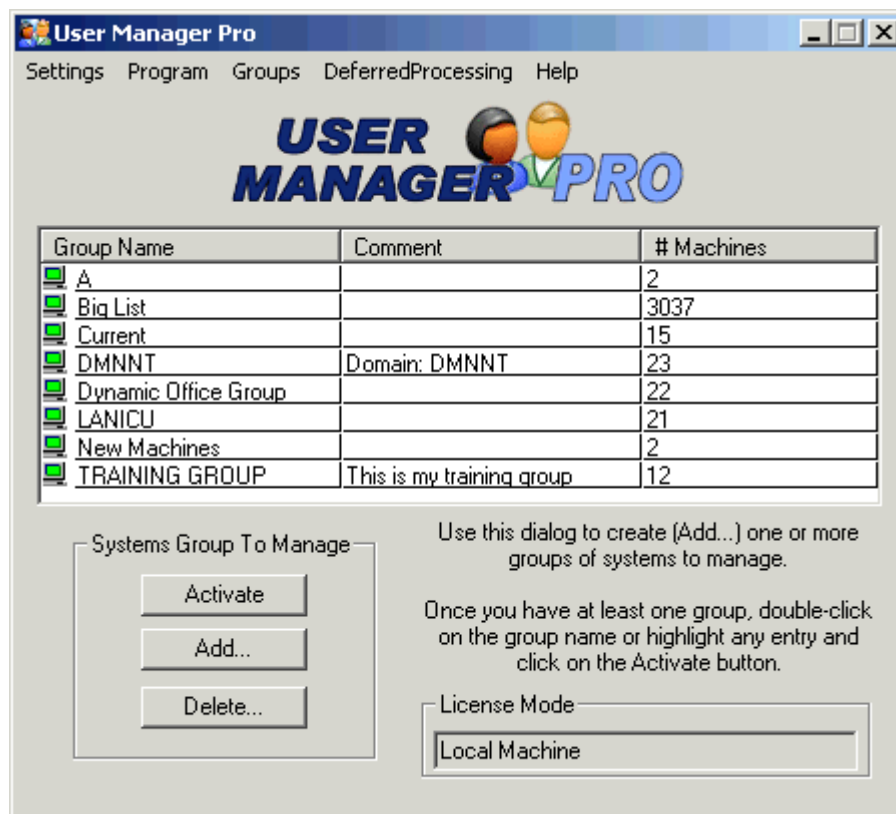 User Manager Pro
Settings Program Groups DeferredProcessing Help
USER
MANAGER PRO
Group Name Comment # Machines
A 2
Big List 3037
Current 15
DMNNT Domain: DMNNT 23
Dynamic Office Group 22
LANICU 21
New Machines 2
TRAINING GROUP This is my training group 12
Systems Group To Manage
Activate
Add...
Delete...
Use this dialog to create (Add...) one or more
groups of systems to manage.
Once you have at least one group, double-click
on the group name or highlight any entry and
click on the Activate button.
License Mode
Local Machine